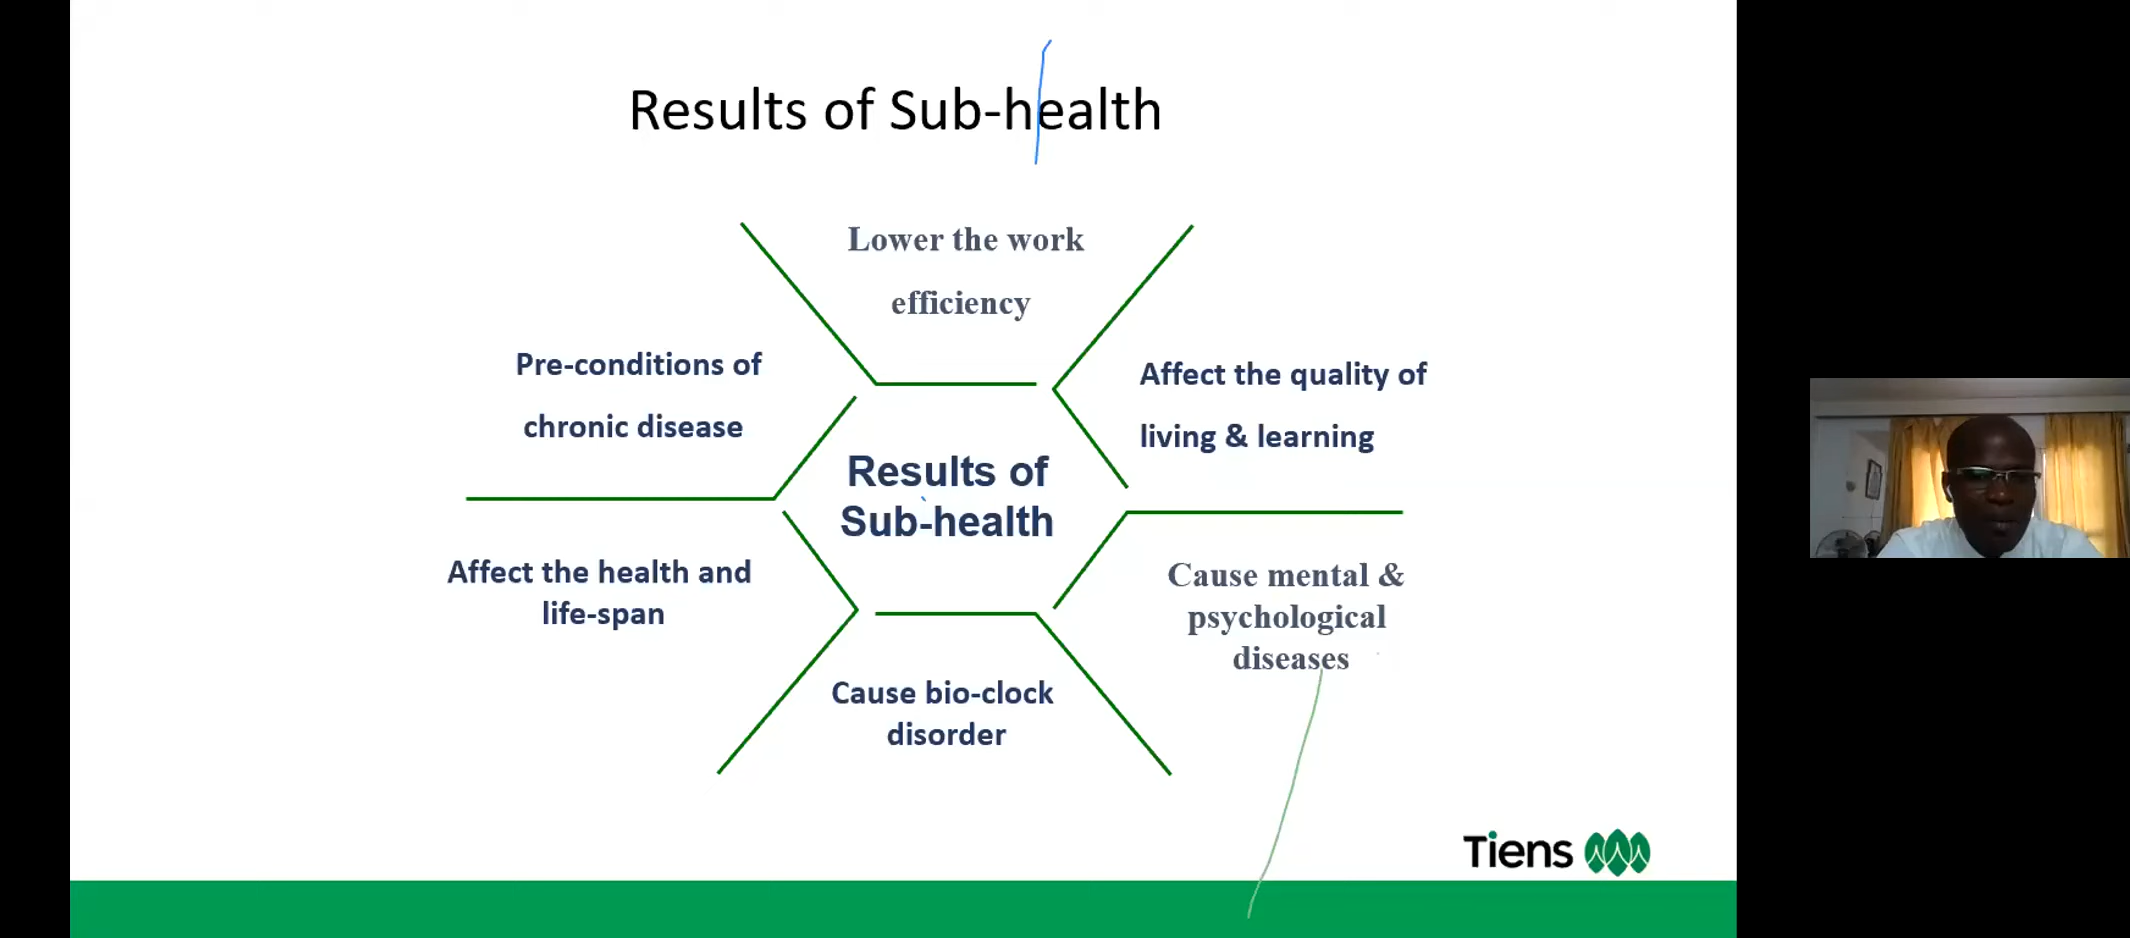 Results of Sub-health
Lower the work
efficiency
Pre-conditions of
chronic disease
Affect the quality of
living & learning
Results of
Sub-health
Affect the health and
life-span
Cause mental &
psychological
diseases
Cause bio-clock
disorder
Tiens